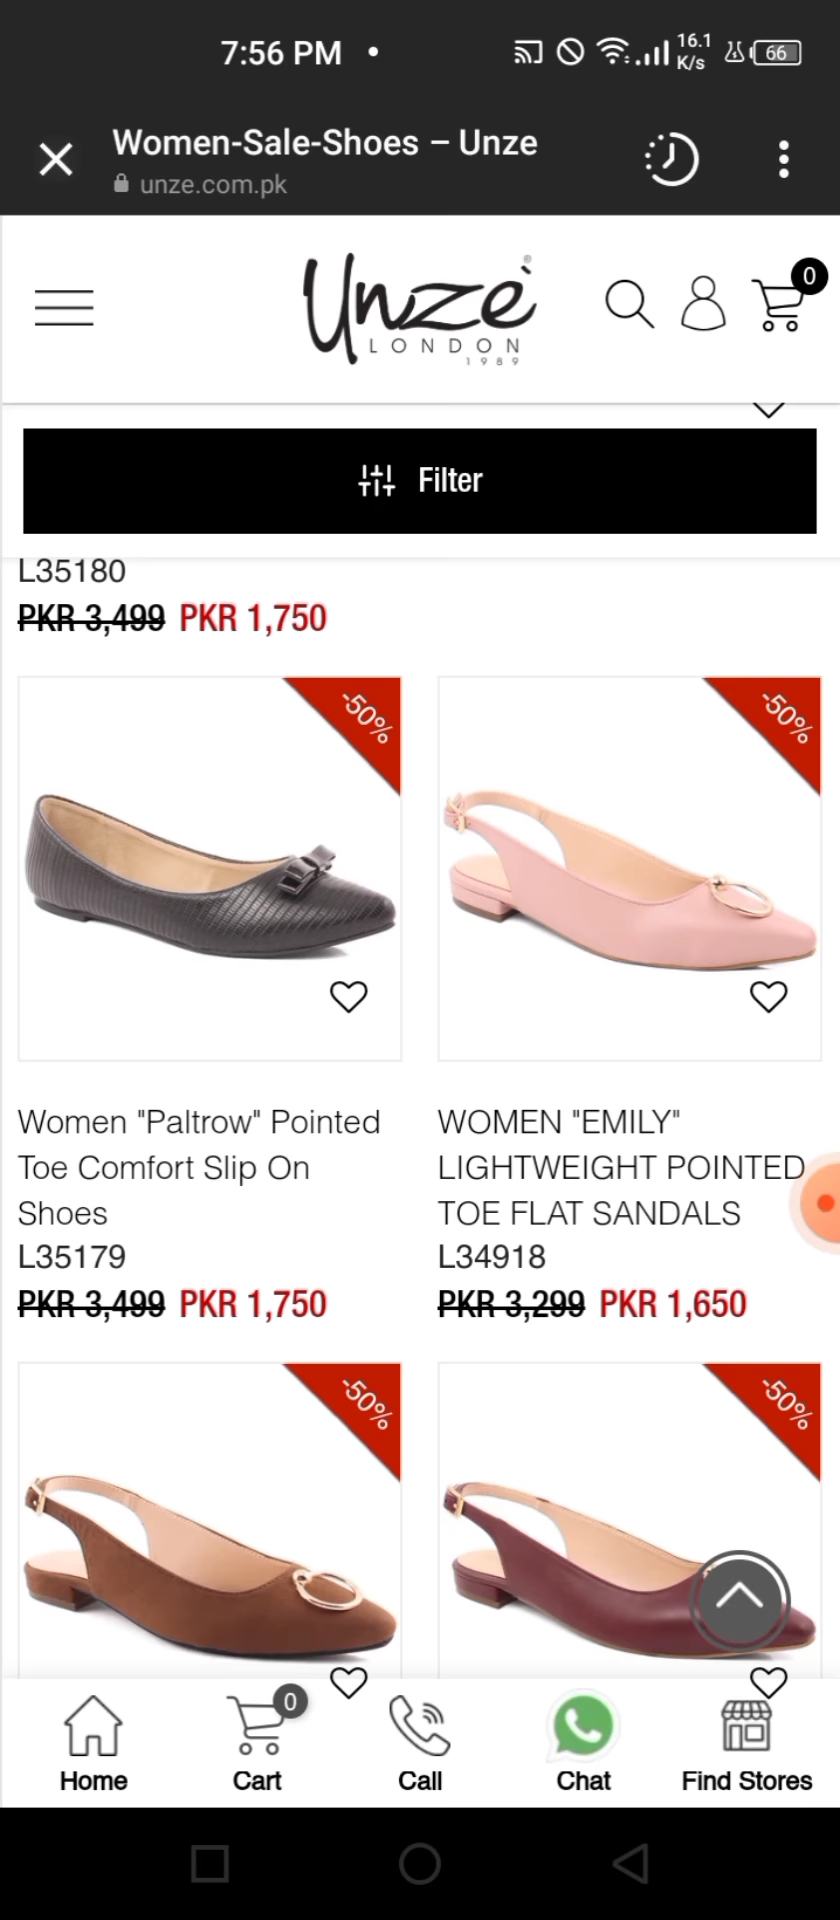 7:56 PM
16.1
K/s
66
Women-Sale-Shoes – Unze
unze.com.pk
Unze
LONDON
1989
0
Filter
L35180
PKR 3,499 PKR 1,750
-50%
-50%
Women "Paltrow" Pointed
Toe Comfort Slip On
Shoes
L35179
PKR 3,499 PKR 1,750
WOMEN "EMILY"
LIGHTWEIGHT POINTED
TOE FLAT SANDALS
L34918
PKR 3,299 PKR 1,650
-50%
-50%
0
Home
Cart
Call
Chat
Find Stores